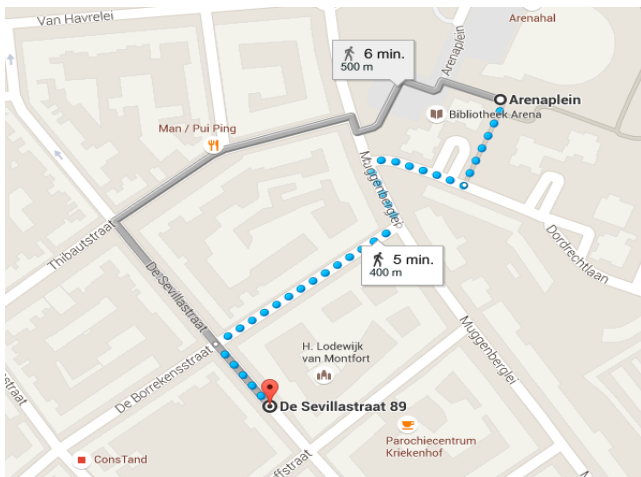 Van Havrelei
Arenahal
Arenaplein
6 min.
500 m
Arenaplein
Bibliotheek Arena
Man / Pui Ping
Muggenberglei
Thibautstraat
Dordrechtlaan
5 min.
400 m
De Sevillastraat
Muggenberglei
H. Lodewijk
van Montfort
De Borrekensstraat
De Sevillastraat 89
Parochiecentrum
Kriekenhof
ConsTand